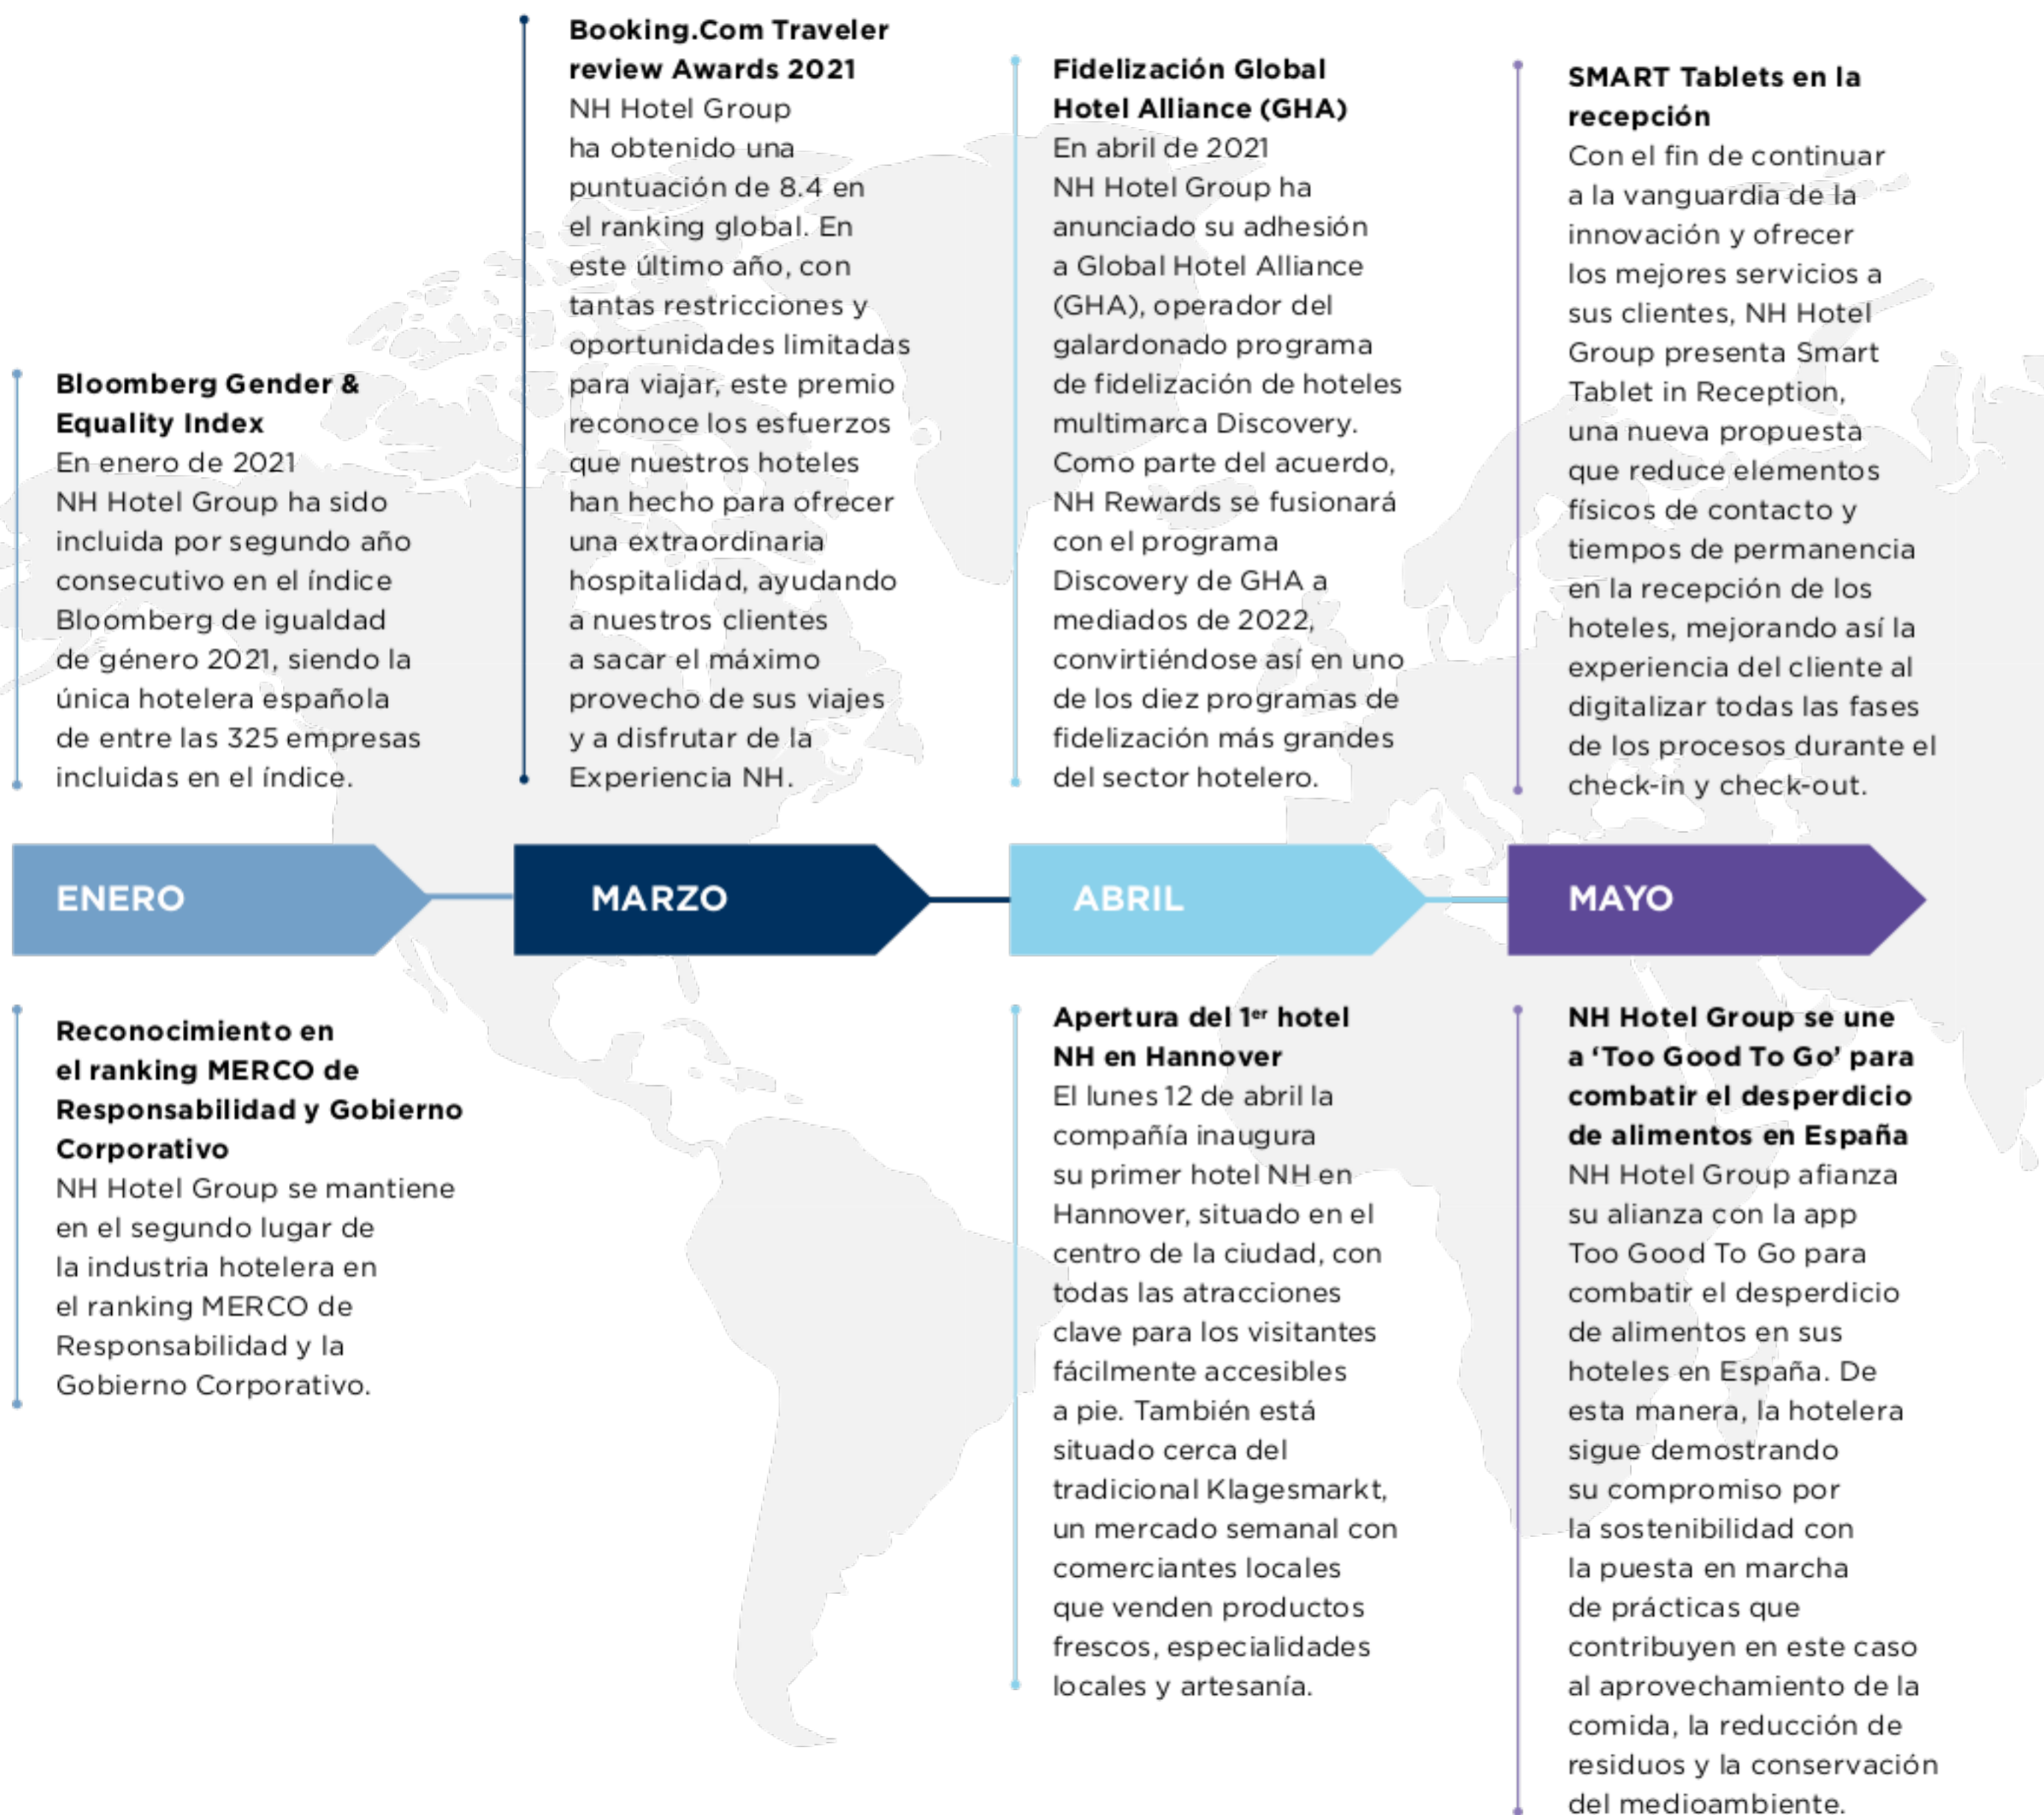 Bloomberg Gender &
Equality Index
En enero de 2021
NH Hotel Group ha sido
incluida por segundo año
consecutivo en el índice
Bloomberg de igualdad
de género 2021, siendo la
única hotelera española
de entre las 325 empresas
incluidas en el índice.
Booking.Com Traveler
review Awards 2021
NH Hotel Group
ha obtenido una
puntuación de 8.4 en
el ranking global. En
este último año, con
tantas restricciones y
oportunidades limitadas
para viajar, este premio
reconoce los esfuerzos
que nuestros hoteles
han hecho para ofrecer
una extraordinaria
hospitalidad, ayudando
a nuestros clientes
a sacar el máximo
provecho de sus viajes
y a disfrutar de la
Experiencia NH.
Fidelización Global
Hotel Alliance (GHA)
En abril de 2021
NH Hotel Group ha
anunciado su adhesión
a Global Hotel Alliance
(GHA), operador del
galardonado programa
de fidelización de hoteles
multimarca Discovery.
Como parte del acuerdo,
NH Rewards se fusionará
con el programa
Discovery de GHA a
mediados de 2022,
convirtiéndose así en uno
de los diez programas de
fidelización más grandes
del sector hotelero.
SMART Tablets en la
recepción
Con el fin de continuar
a la vanguardia de la
innovación y ofrecer
los mejores servicios a
sus clientes, NH Hotel
Group presenta Smart
Tablet in Reception,
una nueva propuesta
que reduce elementos
físicos de contacto y
tiempos de permanencia
en la recepción de los
hoteles, mejorando así la
experiencia del cliente al
digitalizar todas las fases
de los procesos durante el
check-in y check-out.
ENERO
MARZO
ABRIL
MAYO
Reconocimiento en
el ranking MERCO de
Responsabilidad y Gobierno
Corporativo
NH Hotel Group se mantiene
en el segundo lugar de
la industria hotelera en
el ranking MERCO de
Responsabilidad y la
Gobierno Corporativo.
Apertura del 1er hotel
NH en Hannover
El lunes 12 de abril la
compañía inaugura
su primer hotel NH en
Hannover, situado en el
centro de la ciudad, con
todas las atracciones
clave para los visitantes
fácilmente accesibles
a pie. También está
situado cerca del
tradicional Klagesmarkt,
un mercado semanal con
comerciantes locales
que venden productos
frescos, especialidades
locales y artesanía.
NH Hotel Group se une
a ‘Too Good To Go’ para
combatir el desperdicio
de alimentos en España
NH Hotel Group afianza
su alianza con la app
Too Good To Go para
combatir el desperdicio
de alimentos en sus
hoteles en España. De
esta manera, la hotelera
sigue demostrando
su compromiso por
la sostenibilidad con
la puesta en marcha
de prácticas que
contribuyen en este caso
al aprovechamiento de la
comida, la reducción de
residuos y la conservación
del medioambiente.